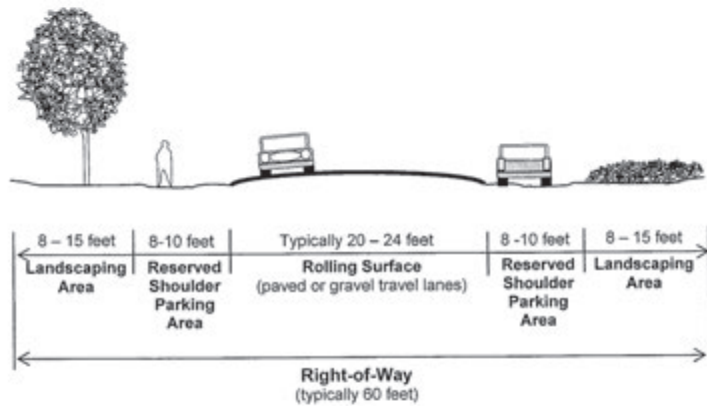 8 – 15 feet
8-10 feet
Typically 20 – 24 feet
8 -10 feet
8 – 15 feet
Landscaping
Area
Reserved
Shoulder
Parking
Area
Rolling Surface
(paved or gravel travel lanes)
Reserved
Shoulder
Parking
Area
Landscaping
Area
Right-of-Way
(typically 60 feet)